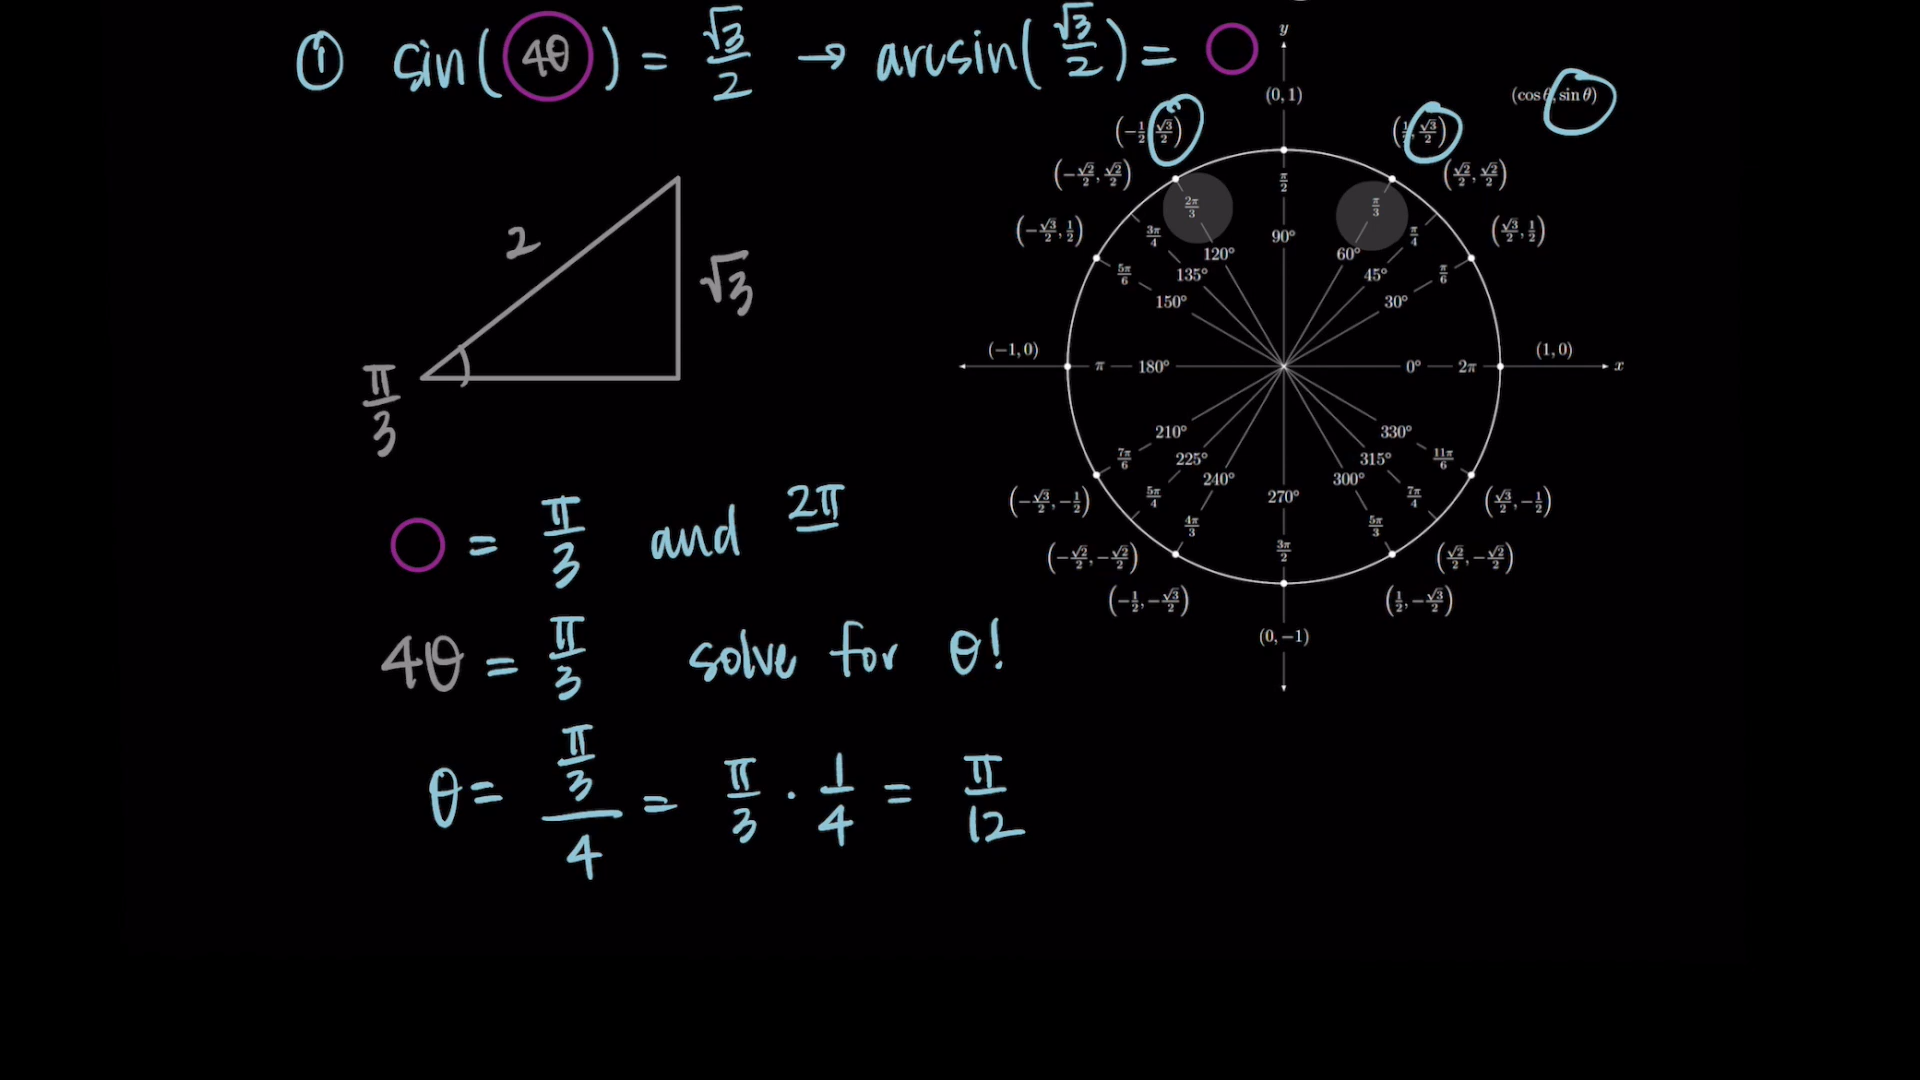 ① sin(4θ) = √3/2 → arcsin(√3/2) = ○
y
(0, 1)
(cos θ, sin θ)
(−1/2, √3/2) (1/2, √3/2)
(−√2/2, √2/2) (√2/2, √2/2)
(−√3/2, 1/2) (√3/2, 1/2)
2π/3 π/2 π/3
3π/4 π/4
5π/6 π/6
120° 90° 60°
135° 45°
150° 30°
2
√3
π/3
(−1, 0) (1, 0)
π 180° 0° 2π x
210° 330°
7π/6 225° 315° 11π/6
240° 300°
5π/4 270° 7π/4
4π/3 3π/2 5π/3
(−√3/2, −1/2) (√3/2, −1/2)
(−√2/2, −√2/2) (√2/2, −√2/2)
(−1/2, −√3/2) (1/2, −√3/2)
(0, −1)
○ = π/3 and 2π
4θ = π/3 solve for θ!
θ = π/3/4 = π/3 · 1/4 = π/12